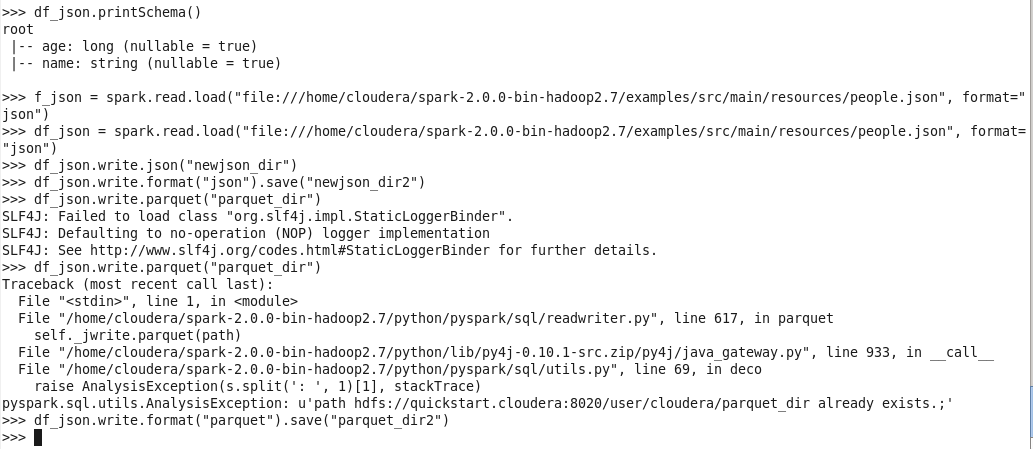 >>> df_json.printSchema()
root
 |-- age: long (nullable = true)
 |-- name: string (nullable = true)

>>> f_json = spark.read.load("file:///home/cloudera/spark-2.0.0-bin-hadoop2.7/examples/src/main/resources/people.json", format="
json")
>>> df_json = spark.read.load("file:///home/cloudera/spark-2.0.0-bin-hadoop2.7/examples/src/main/resources/people.json", format=
"json")
>>> df_json.write.json("newjson_dir")
>>> df_json.write.format("json").save("newjson_dir2")
>>> df_json.write.parquet("parquet_dir")
SLF4J: Failed to load class "org.slf4j.impl.StaticLoggerBinder".
SLF4J: Defaulting to no-operation (NOP) logger implementation
SLF4J: See http://www.slf4j.org/codes.html#StaticLoggerBinder for further details.
>>> df_json.write.parquet("parquet_dir")
Traceback (most recent call last):
  File "<stdin>", line 1, in <module>
  File "/home/cloudera/spark-2.0.0-bin-hadoop2.7/python/pyspark/sql/readwriter.py", line 617, in parquet
    self._jwrite.parquet(path)
  File "/home/cloudera/spark-2.0.0-bin-hadoop2.7/python/lib/py4j-0.10.1-src.zip/py4j/java_gateway.py", line 933, in __call__
  File "/home/cloudera/spark-2.0.0-bin-hadoop2.7/python/pyspark/sql/utils.py", line 69, in deco
    raise AnalysisException(s.split(': ', 1)[1], stackTrace)
pyspark.sql.utils.AnalysisException: u'path hdfs://quickstart.cloudera:8020/user/cloudera/parquet_dir already exists.;'
>>> df_json.write.format("parquet").save("parquet_dir2")
>>>